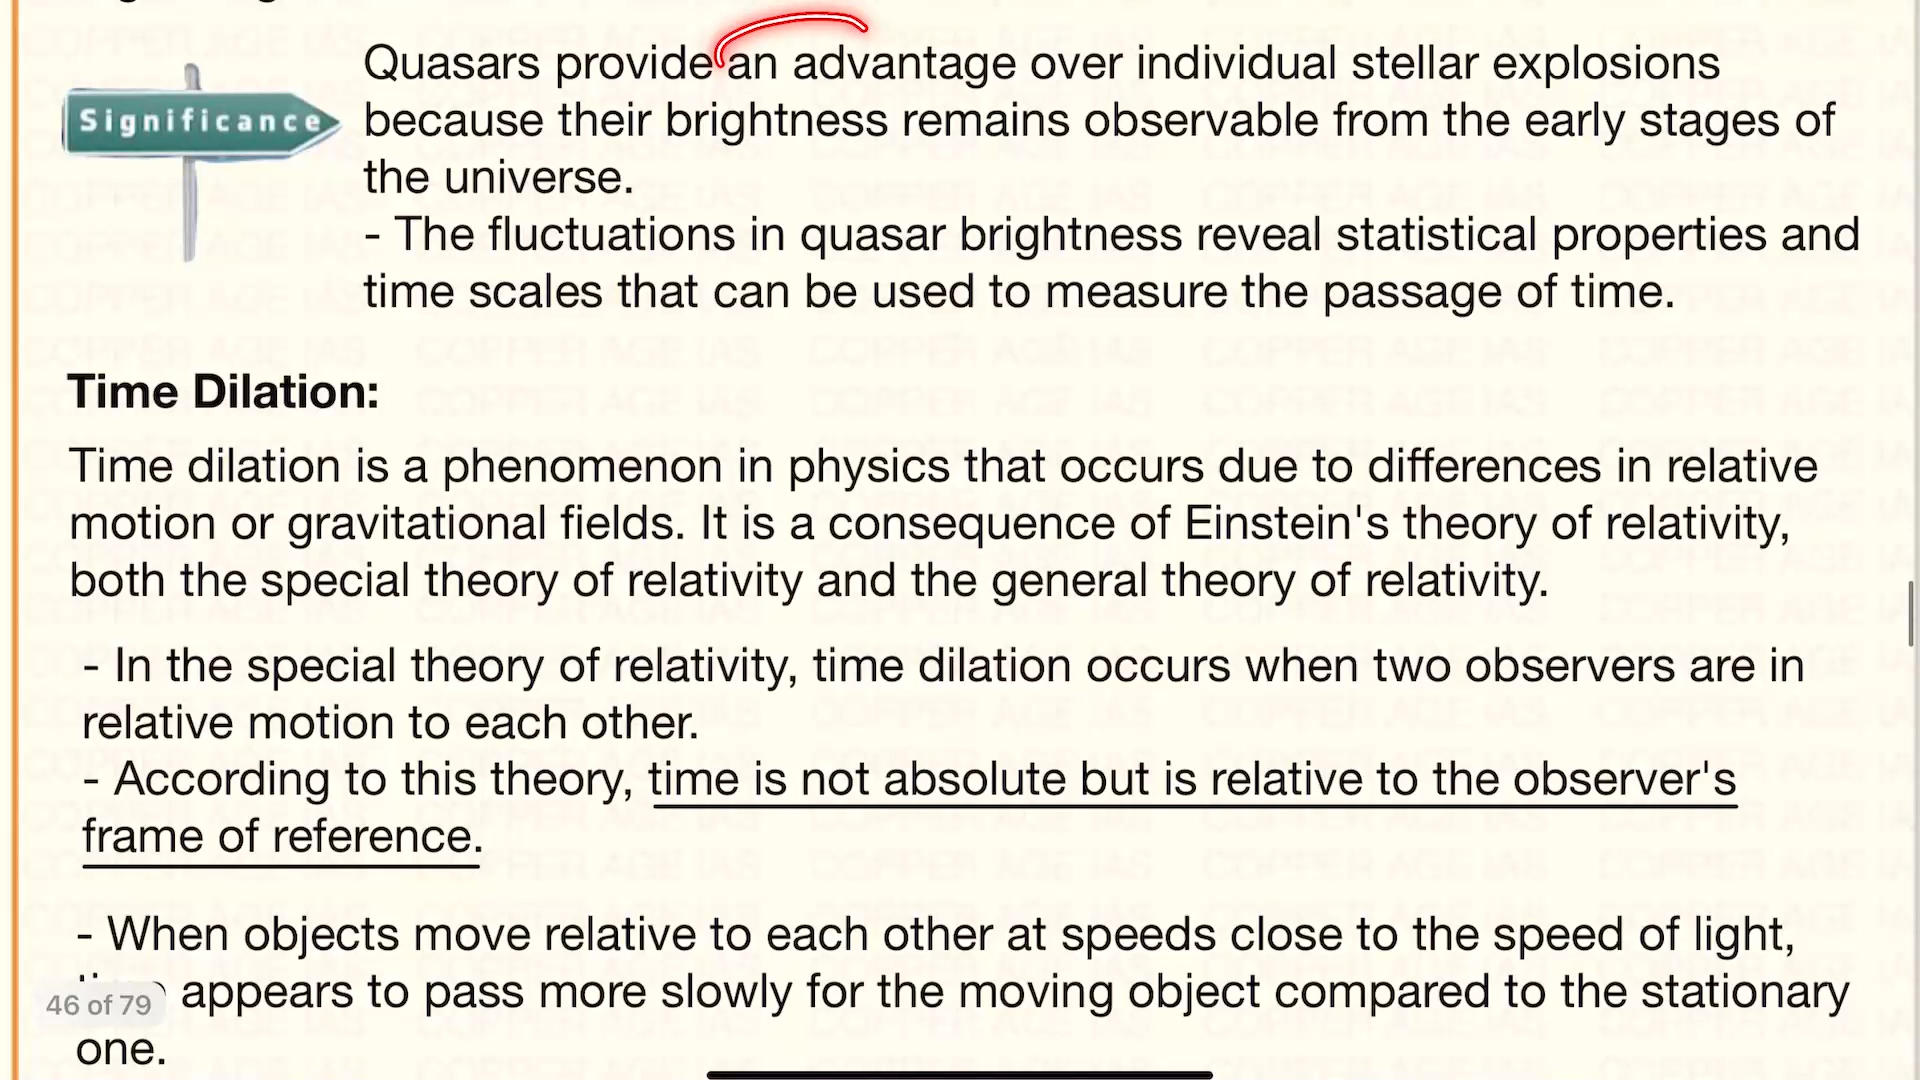 Quasars provide an advantage over individual stellar explosions
Significance
because their brightness remains observable from the early stages of
the universe.
- The fluctuations in quasar brightness reveal statistical properties and
time scales that can be used to measure the passage of time.
Time Dilation:
Time dilation is a phenomenon in physics that occurs due to differences in relative
motion or gravitational fields. It is a consequence of Einstein's theory of relativity,
both the special theory of relativity and the general theory of relativity.
- In the special theory of relativity, time dilation occurs when two observers are in
relative motion to each other.
- According to this theory, time is not absolute but is relative to the observer's
frame of reference.
- When objects move relative to each other at speeds close to the speed of light,
appears to pass more slowly for the moving object compared to the stationary
46 of 79
one.
COPPER AGE IAS